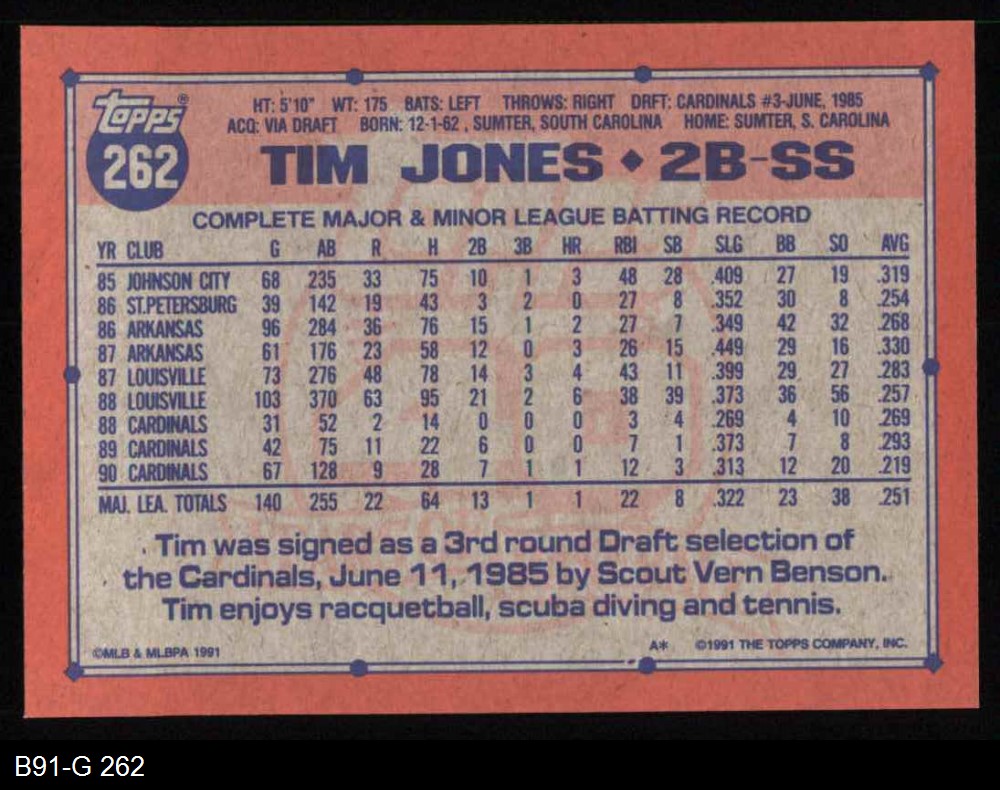 topps®
262
HT: 5'10" WT: 175 BATS: LEFT THROWS: RIGHT DRFT: CARDINALS #3-JUNE, 1985
ACQ: VIA DRAFT BORN: 12-1-62 , SUMTER, SOUTH CAROLINA HOME: SUMTER, S. CAROLINA
TIM JONES ♦ 2B-SS
COMPLETE MAJOR & MINOR LEAGUE BATTING RECORD
YR CLUB G AB R H 2B 3B HR RBI SB SLG BB SO AVG
85 JOHNSON CITY 68 235 33 75 10 1 3 48 28 .409 27 19 .319
86 ST.PETERSBURG 39 142 19 43 3 2 0 27 8 .352 30 8 .254
86 ARKANSAS 96 284 36 76 15 1 2 27 7 .349 42 32 .268
87 ARKANSAS 61 176 23 58 12 0 3 26 15 .449 29 16 .330
87 LOUISVILLE 73 276 48 78 14 3 4 43 11 .399 29 27 .283
88 LOUISVILLE 103 370 63 95 21 2 6 38 39 .373 36 56 .257
88 CARDINALS 31 52 2 14 0 0 0 3 4 .269 4 10 .269
89 CARDINALS 42 75 11 22 6 0 0 7 1 .373 7 8 .293
90 CARDINALS 67 128 9 28 7 1 1 12 3 .313 12 20 .219
MAJ. LEA. TOTALS 140 255 22 64 13 1 1 22 8 .322 23 38 .251
Tim was signed as a 3rd round Draft selection of
the Cardinals, June 11, 1985 by Scout Vern Benson.
Tim enjoys racquetball, scuba diving and tennis.
©MLB & MLBPA 1991 A* ©1991 THE TOPPS COMPANY, INC.
B91-G 262